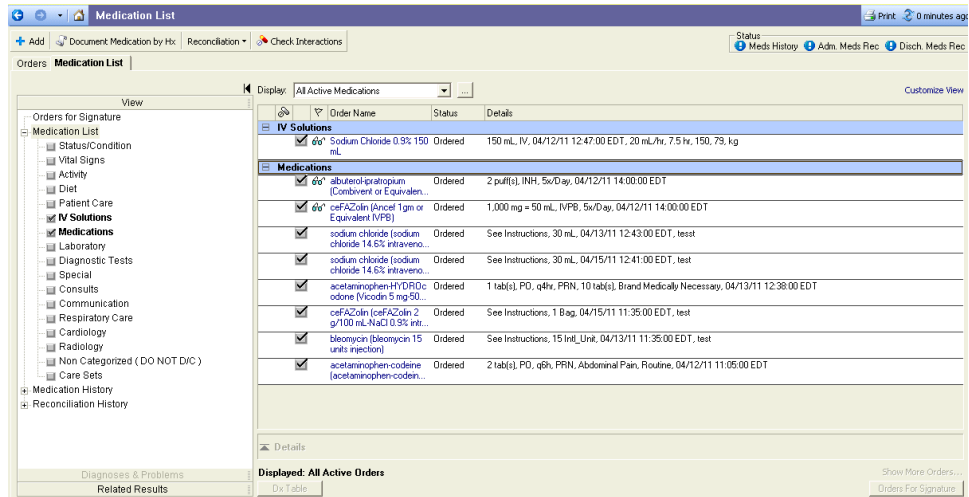 Medication List
Print 0 minutes ago
Add Document Medication by Hx Reconciliation Check Interactions
Status
Meds History Adm. Meds Rec Disch. Meds Rec
Orders Medication List
Display: All Active Medications ... Customize View
View
Orders for Signature
Medication List
Status/Condition
Vital Signs
Activity
Diet
Patient Care
IV Solutions
Medications
Laboratory
Diagnostic Tests
Special
Consults
Communication
Respiratory Care
Cardiology
Radiology
Non Categorized ( DO NOT D/C )
Care Sets
Medication History
Reconciliation History
Diagnoses & Problems
Related Results
Order Name Status Details
IV Solutions
Sodium Chloride 0.9% 150 Ordered 150 mL, IV, 04/12/11 12:47:00 EDT, 20 mL/hr, 7.5 hr, 150, 79, kg
mL
Medications
albuterol-ipratropium Ordered 2 puff(s), INH, 5x/Day, 04/12/11 14:00:00 EDT
(Combivent or Equivalen...
ceFAZolin (Ancef 1gm or Ordered 1,000 mg = 50 mL, IVPB, 5x/Day, 04/12/11 14:00:00 EDT
Equivalent IVPB)
sodium chloride (sodium Ordered See Instructions, 30 mL, 04/13/11 12:43:00 EDT, tesst
chloride 14.6% intraveno...
sodium chloride (sodium Ordered See Instructions, 30 mL, 04/15/11 12:41:00 EDT, test
chloride 14.6% intraveno...
acetaminophen-HYDROc Ordered 1 tab(s), PO, q4hr, PRN, 10 tab(s), Brand Medically Necessary, 04/13/11 12:38:00 EDT
odone (Vicodin 5 mg-50...
ceFAZolin (ceFAZolin 2 Ordered See Instructions, 1 Bag, 04/15/11 11:35:00 EDT
g/100 mL-NaCl 0.9% intr...
bleomycin (bleomycin 15 Ordered See Instructions, 15 Intl_Unit, 04/13/11 11:35:00 EDT, test
units injection)
acetaminophen-codeine Ordered 2 tab(s), PO, q6h, PRN, Abdominal Pain, Routine, 04/12/11 11:05:00 EDT
(acetaminophen-codein...
Details
Displayed: All Active Orders Show More Orders...
Dx Table Orders For Signature